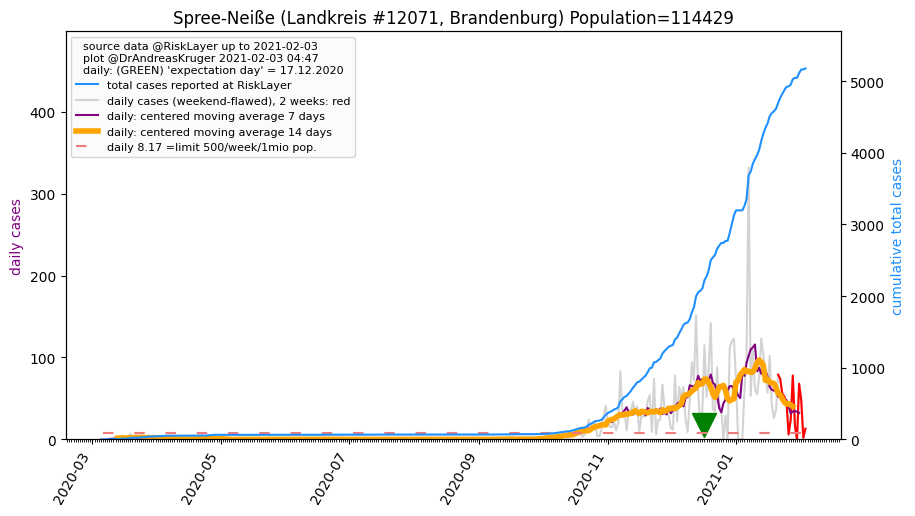 Spree-Neiße (Landkreis #12071, Brandenburg) Population=114429
source data @RiskLayer up to 2021-02-03
plot @DrAndreasKruger 2021-02-03 04:47
daily: (GREEN) 'expectation day' = 17.12.2020
total cases reported at RiskLayer
daily cases (weekend-flawed), 2 weeks: red
daily: centered moving average 7 days
daily: centered moving average 14 days
daily 8.17 =limit 500/week/1mio pop.
daily cases
400
300
200
100
0
cumulative total cases
5000
4000
3000
2000
1000
0
2020-03
2020-05
2020-07
2020-09
2020-11
2021-01